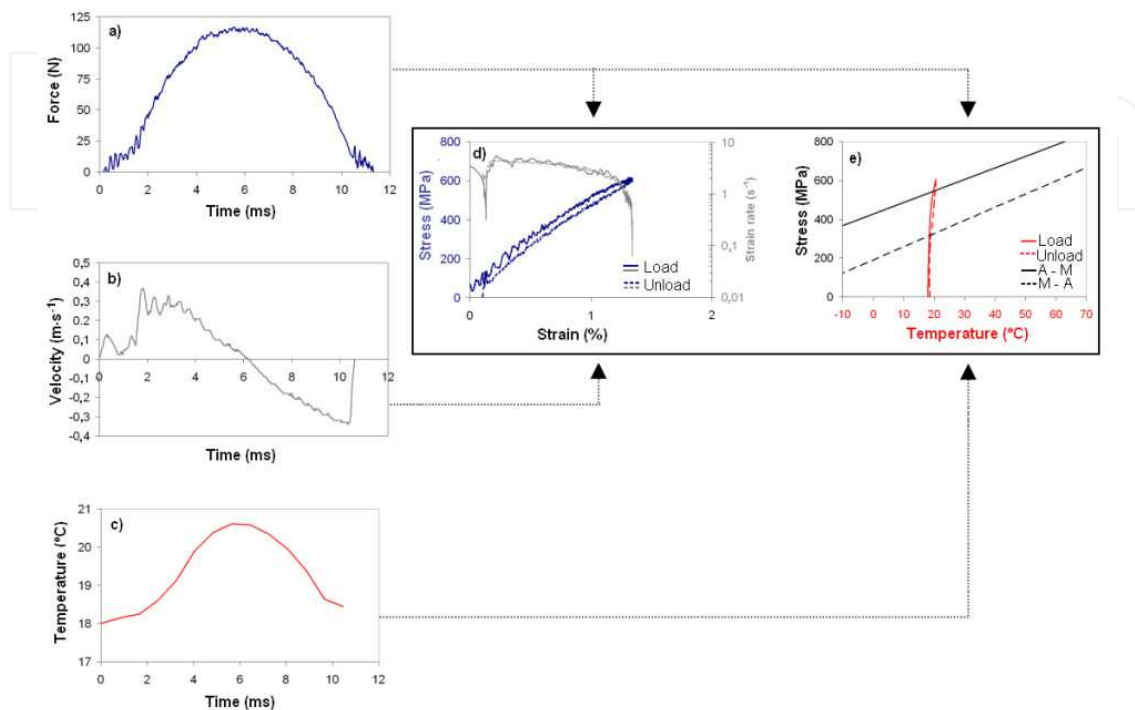 a)
Force (N)
125
100
75
50
25
0
0 2 4 6 8 10 12
Time (ms)
b)
Velocity (m·s-1)
0,5
0,4
0,3
0,2
0,1
0
-0,1
-0,2
-0,3
-0,4
0 2 4 6 8 10 12
Time (ms)
c)
Temperature (ºC)
21
20
19
18
17
0 2 4 6 8 10 12
Time (ms)
d)
Stress (MPa)
800
600
400
200
0
Load
Unload
0 1 2
Strain (%)
10
1
0,1
0,01
Strain rate (s-1)
e)
Stress (MPa)
800
600
400
200
0
Load
Unload
A - M
M - A
-10 0 10 20 30 40 50 60 70
Temperature (ºC)